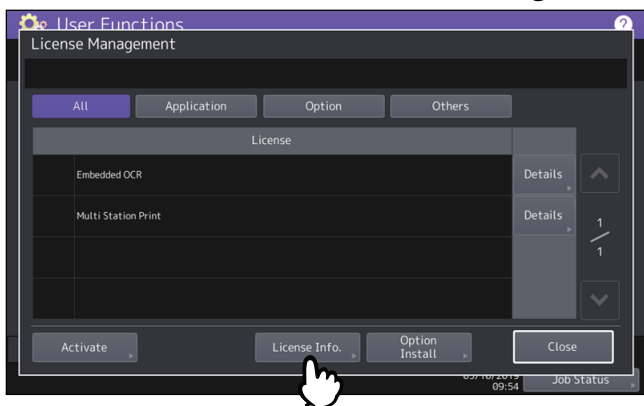 User Functions
?
License Management
All Application Option Others
License
Embedded OCR Details
Multi Station Print Details
1
1
Activate License Info. Option Install Close
09:54 Job Status